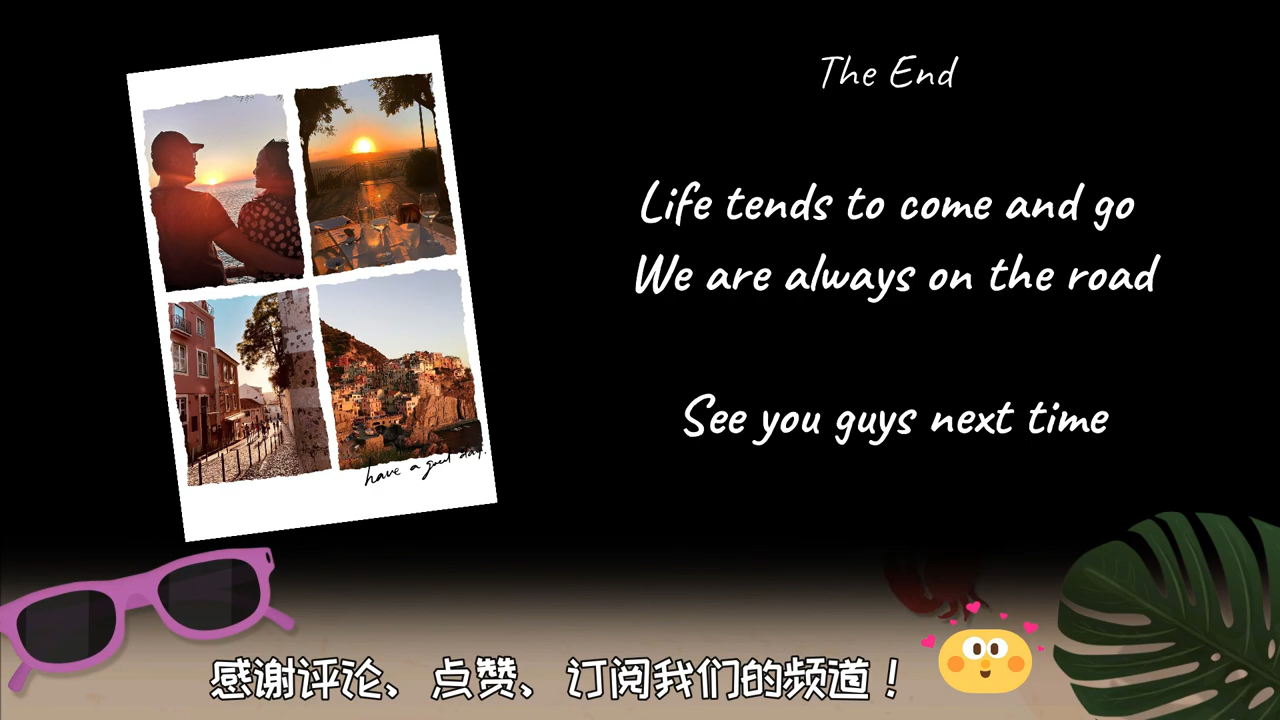 The End
Life tends to come and go
We are always on the road
See you guys next time
have a good day.
感谢评论、点赞、订阅我们的频道！